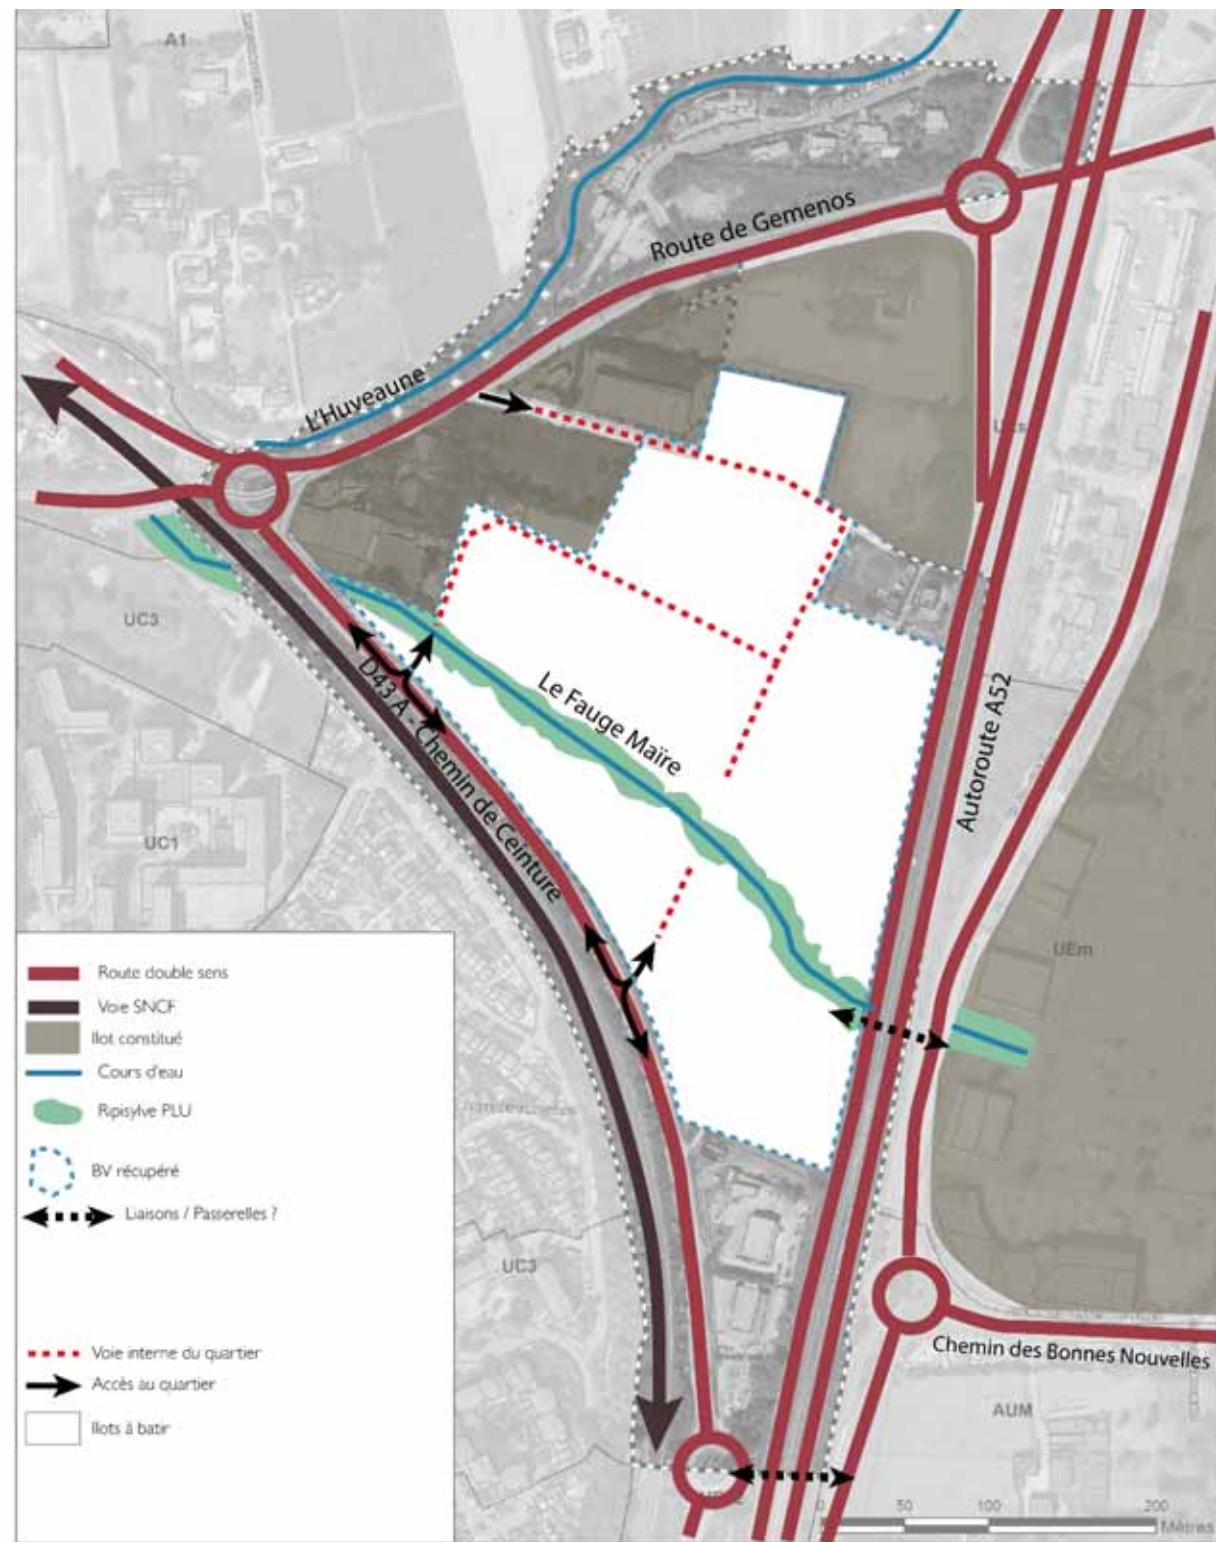 A1
Route de Gemenos
L'Huveaune
UC3
D43 A - Chemin de Ceinture
Le Fauge Maïre
Autoroute A52
UC1
UEm
Route double sens
Voie SNCF
Ilot constitué
Cours d'eau
Ripisylve PLU
BV récupéré
Liaisons / Passerelles ?
UC3
Voie interne du quartier
Accès au quartier
Ilots à batir
Chemin des Bonnes Nouvelles
AUM
0 50 100 200
Mètres